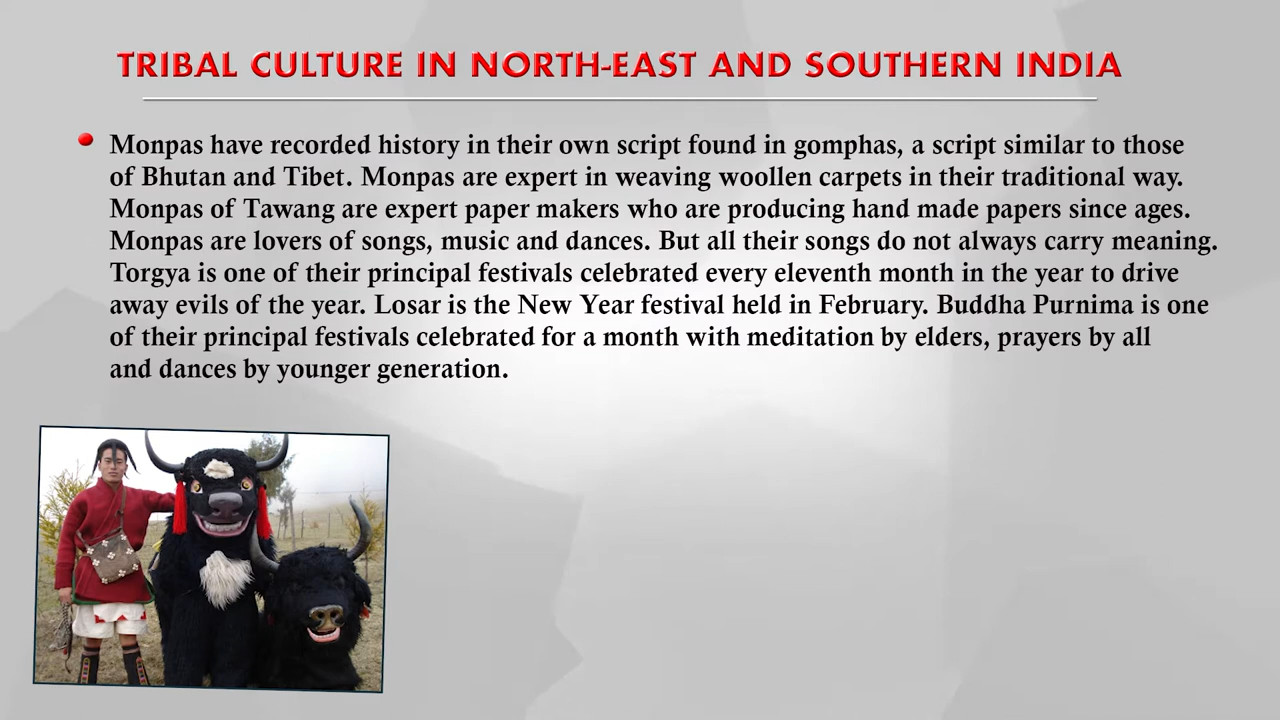 TRIBAL CULTURE IN NORTH-EAST AND SOUTHERN INDIA
Monpas have recorded history in their own script found in gomphas, a script similar to those
of Bhutan and Tibet. Monpas are expert in weaving woollen carpets in their traditional way.
Monpas of Tawang are expert paper makers who are producing hand made papers since ages.
Monpas are lovers of songs, music and dances. But all their songs do not always carry meaning.
Torgya is one of their principal festivals celebrated every eleventh month in the year to drive
away evils of the year. Losar is the New Year festival held in February. Buddha Purnima is one
of their principal festivals celebrated for a month with meditation by elders, prayers by all
and dances by younger generation.